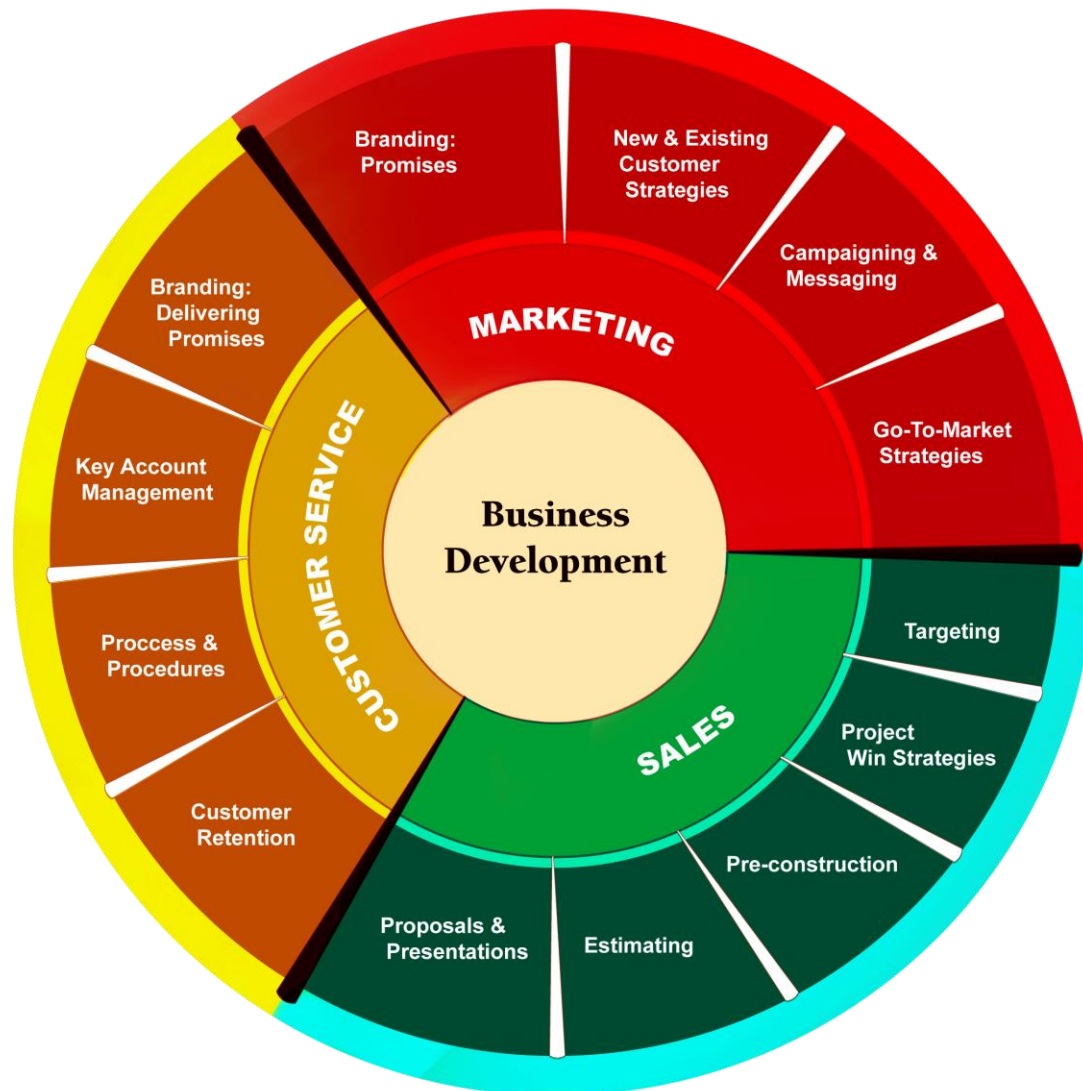 Business
Development
MARKETING
Branding:
Promises
New & Existing
Customer
Strategies
Campaigning &
Messaging
Go-To-Market
Strategies
SALES
Targeting
Project
Win Strategies
Pre-construction
Estimating
Proposals &
Presentations
CUSTOMER SERVICE
Customer
Retention
Proccess &
Procedures
Key Account
Management
Branding:
Delivering
Promises